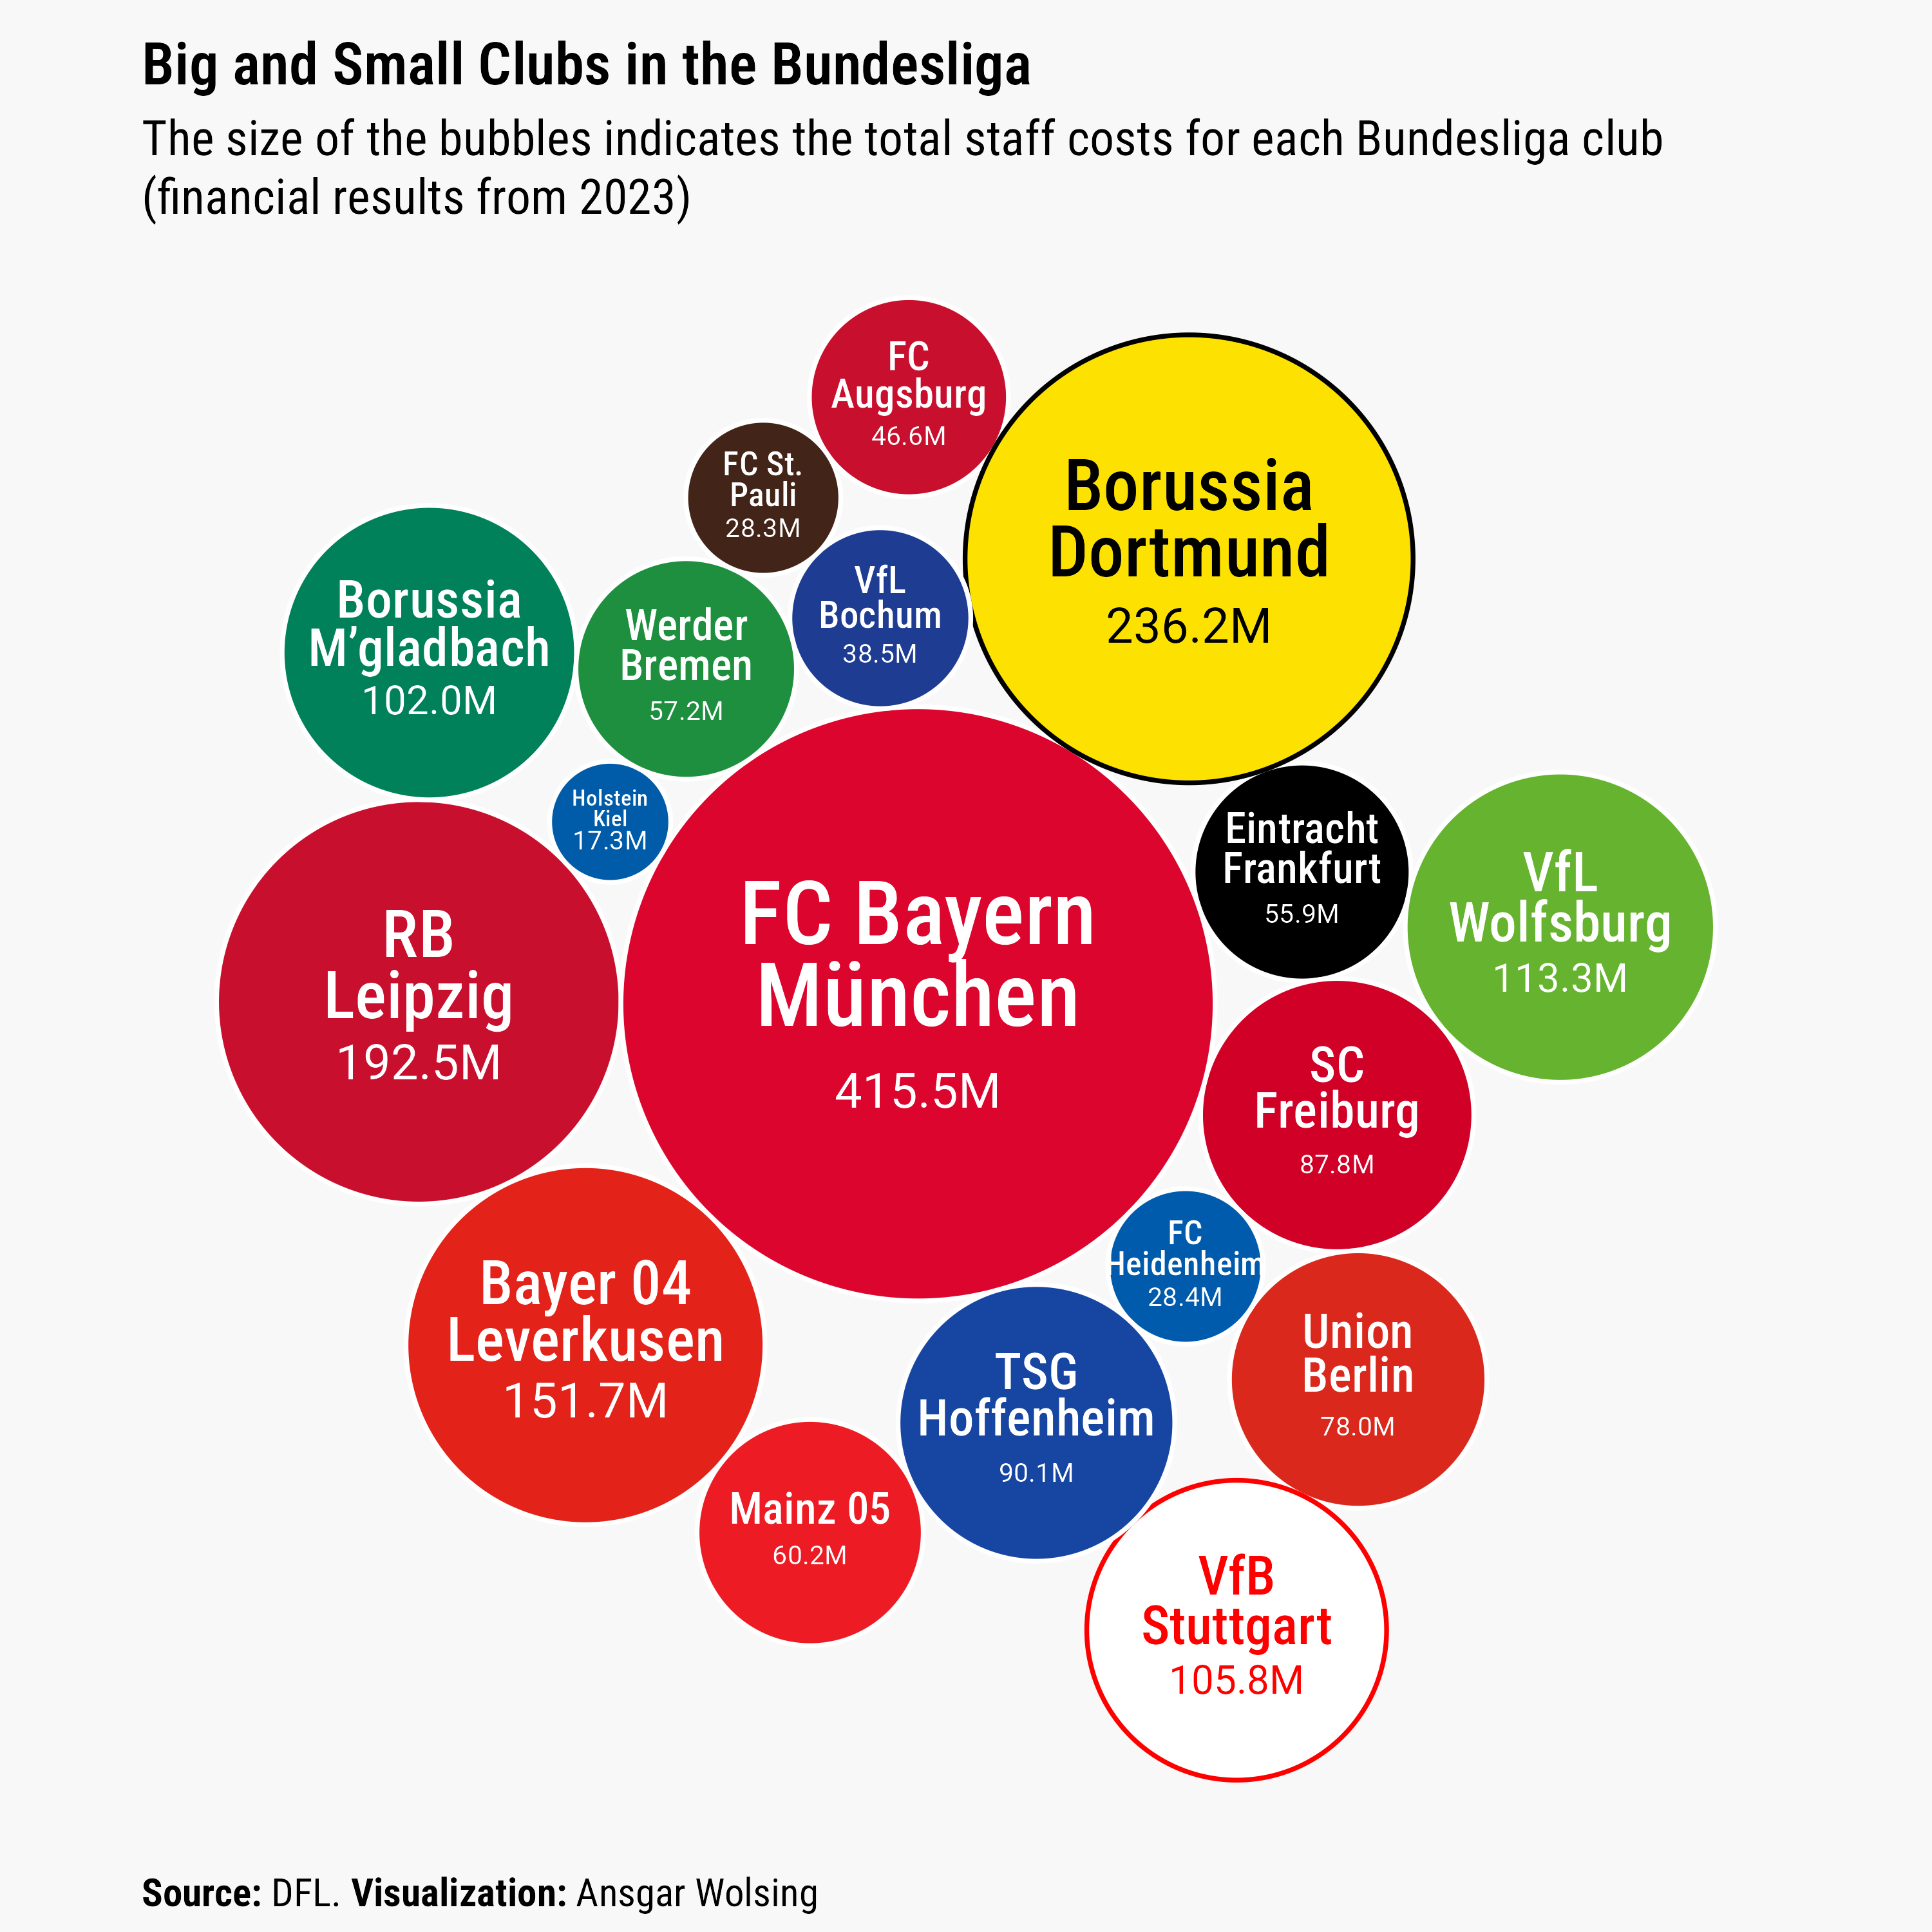 Big and Small Clubs in the Bundesliga
The size of the bubbles indicates the total staff costs for each Bundesliga club
(financial results from 2023)
FC
Augsburg
46.6M
Borussia
Dortmund
236.2M
FC St.
Pauli
28.3M
Borussia
M’gladbach
102.0M
Werder
Bremen
57.2M
VfL
Bochum
38.5M
Holstein
Kiel
17.3M
Eintracht
Frankfurt
55.9M
VfL
Wolfsburg
113.3M
RB
Leipzig
192.5M
FC Bayern
München
415.5M
SC
Freiburg
87.8M
FC
Heidenheim
28.4M
Bayer 04
Leverkusen
151.7M
Union
Berlin
78.0M
TSG
Hoffenheim
90.1M
Mainz 05
60.2M
VfB
Stuttgart
105.8M
Source: DFL. Visualization: Ansgar Wolsing